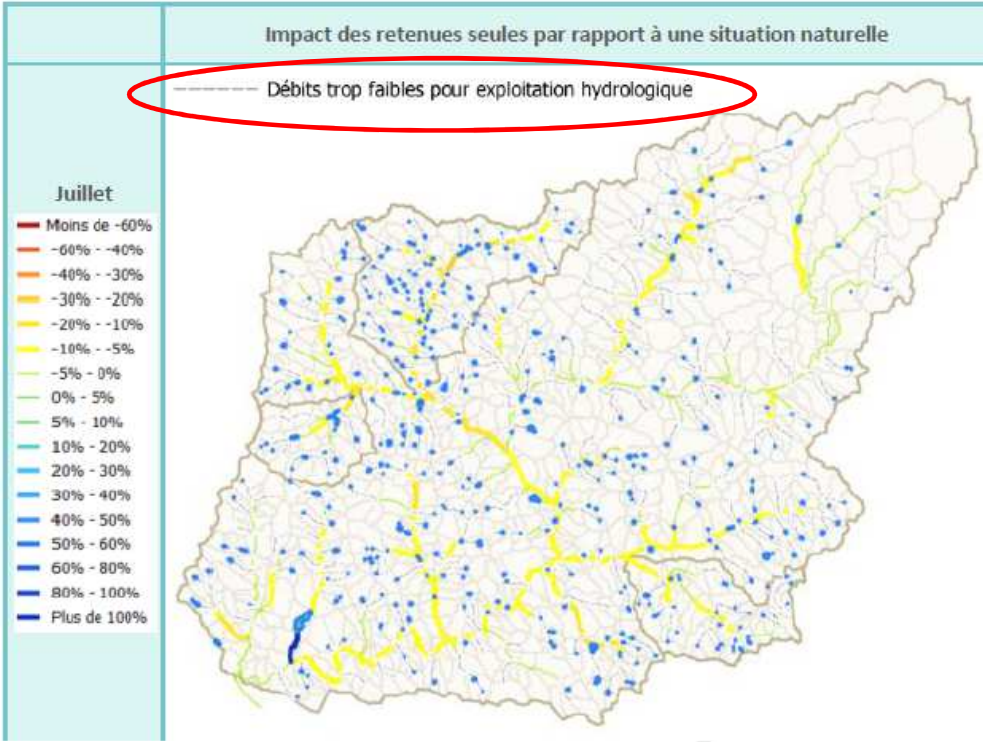 Impact des retenues seules par rapport à une situation naturelle
Débits trop faibles pour exploitation hydrologique
Juillet
Moins de -60%
-60% - -40%
-40% - -30%
-30% - -20%
-20% - -10%
-10% - -5%
-5% - 0%
0% - 5%
5% - 10%
10% - 20%
20% - 30%
30% - 40%
40% - 50%
50% - 60%
60% - 80%
80% - 100%
Plus de 100%